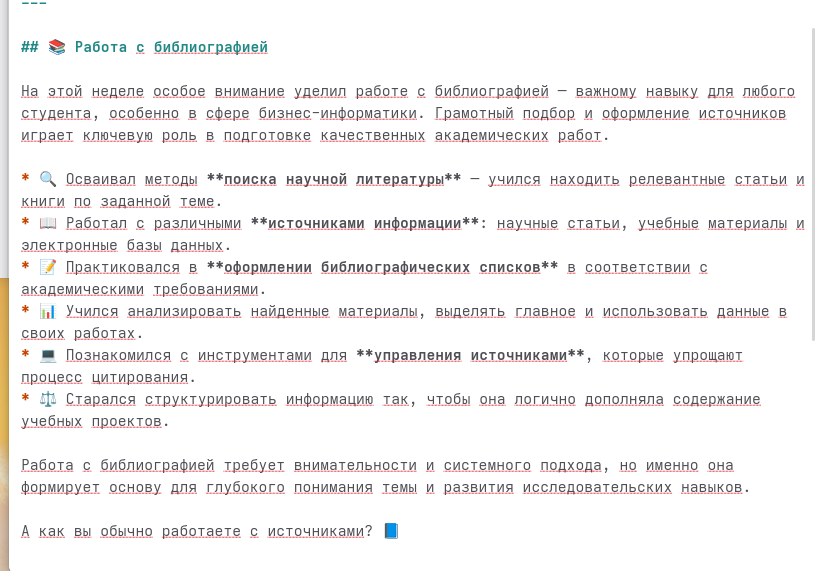 ---
## 📚 Работа с библиографией
На этой неделе особое внимание уделил работе с библиографией — важному навыку для любого
студента, особенно в сфере бизнес-информатики. Грамотный подбор и оформление источников
играет ключевую роль в подготовке качественных академических работ.
* 🔍 Осваивал методы **поиска научной литературы** — учился находить релевантные статьи и
книги по заданной теме.
* 📖 Работал с различными **источниками информации**: научные статьи, учебные материалы и
электронные базы данных.
* 📝 Практиковался в **оформлении библиографических списков** в соответствии с
академическими требованиями.
* 📊 Учился анализировать найденные материалы, выделять главное и использовать данные в
своих работах.
* 💻 Познакомился с инструментами для **управления источниками**, которые упрощают
процесс цитирования.
* ⚖️ Старался структурировать информацию так, чтобы она логично дополняла содержание
учебных проектов.
Работа с библиографией требует внимательности и системного подхода, но именно она
формирует основу для глубокого понимания темы и развития исследовательских навыков.
А как вы обычно работаете с источниками? 📘